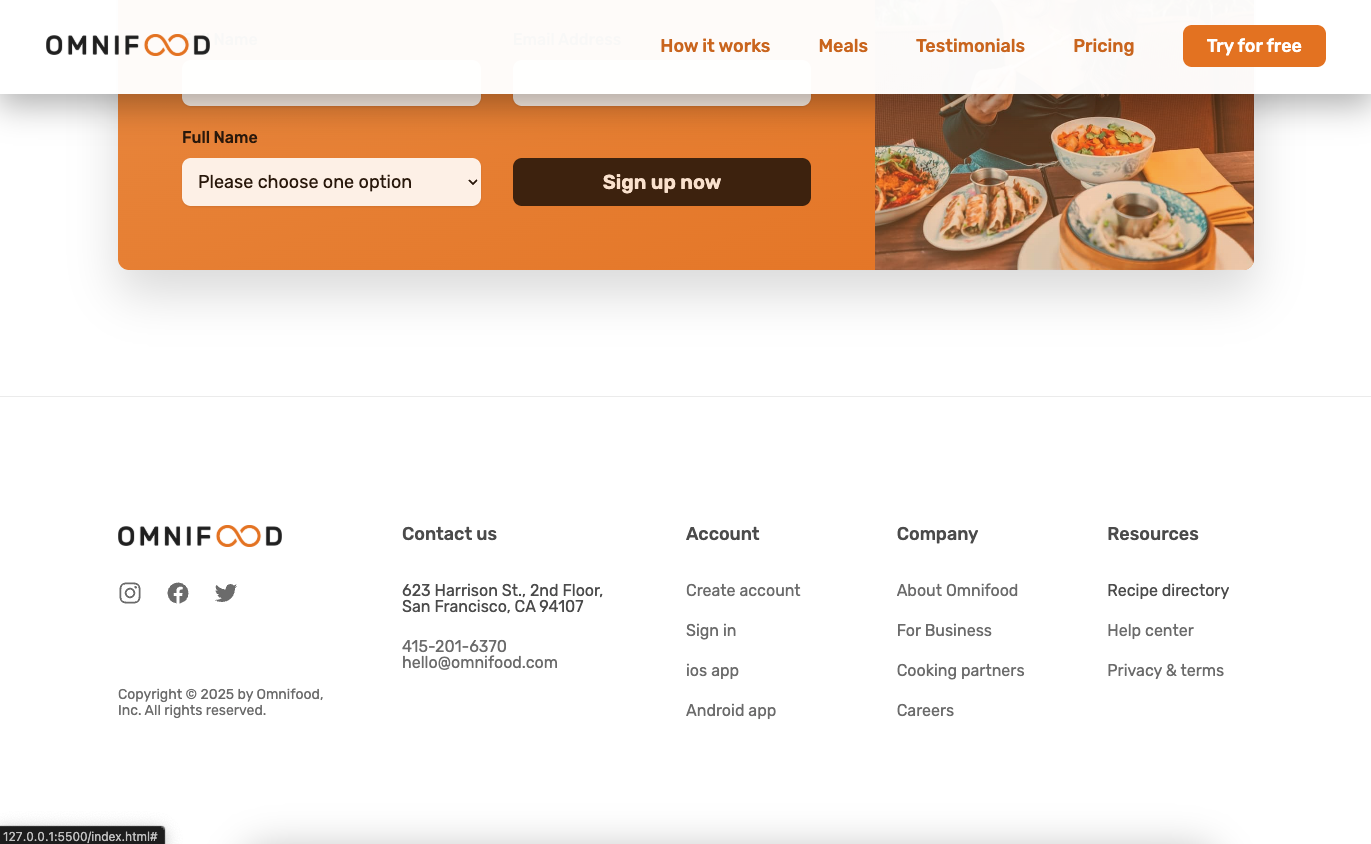 OMNIFOOD
How it works
Meals
Testimonials
Pricing
Try for free
Name
Email Address
Full Name
Please choose one option
Sign up now
OMNIFOOD
Copyright © 2025 by Omnifood,
Inc. All rights reserved.
Contact us
623 Harrison St., 2nd Floor,
San Francisco, CA 94107
415-201-6370
hello@omnifood.com
Account
Create account
Sign in
ios app
Android app
Company
About Omnifood
For Business
Cooking partners
Careers
Resources
Recipe directory
Help center
Privacy & terms
127.0.0.1:5500/index.html#